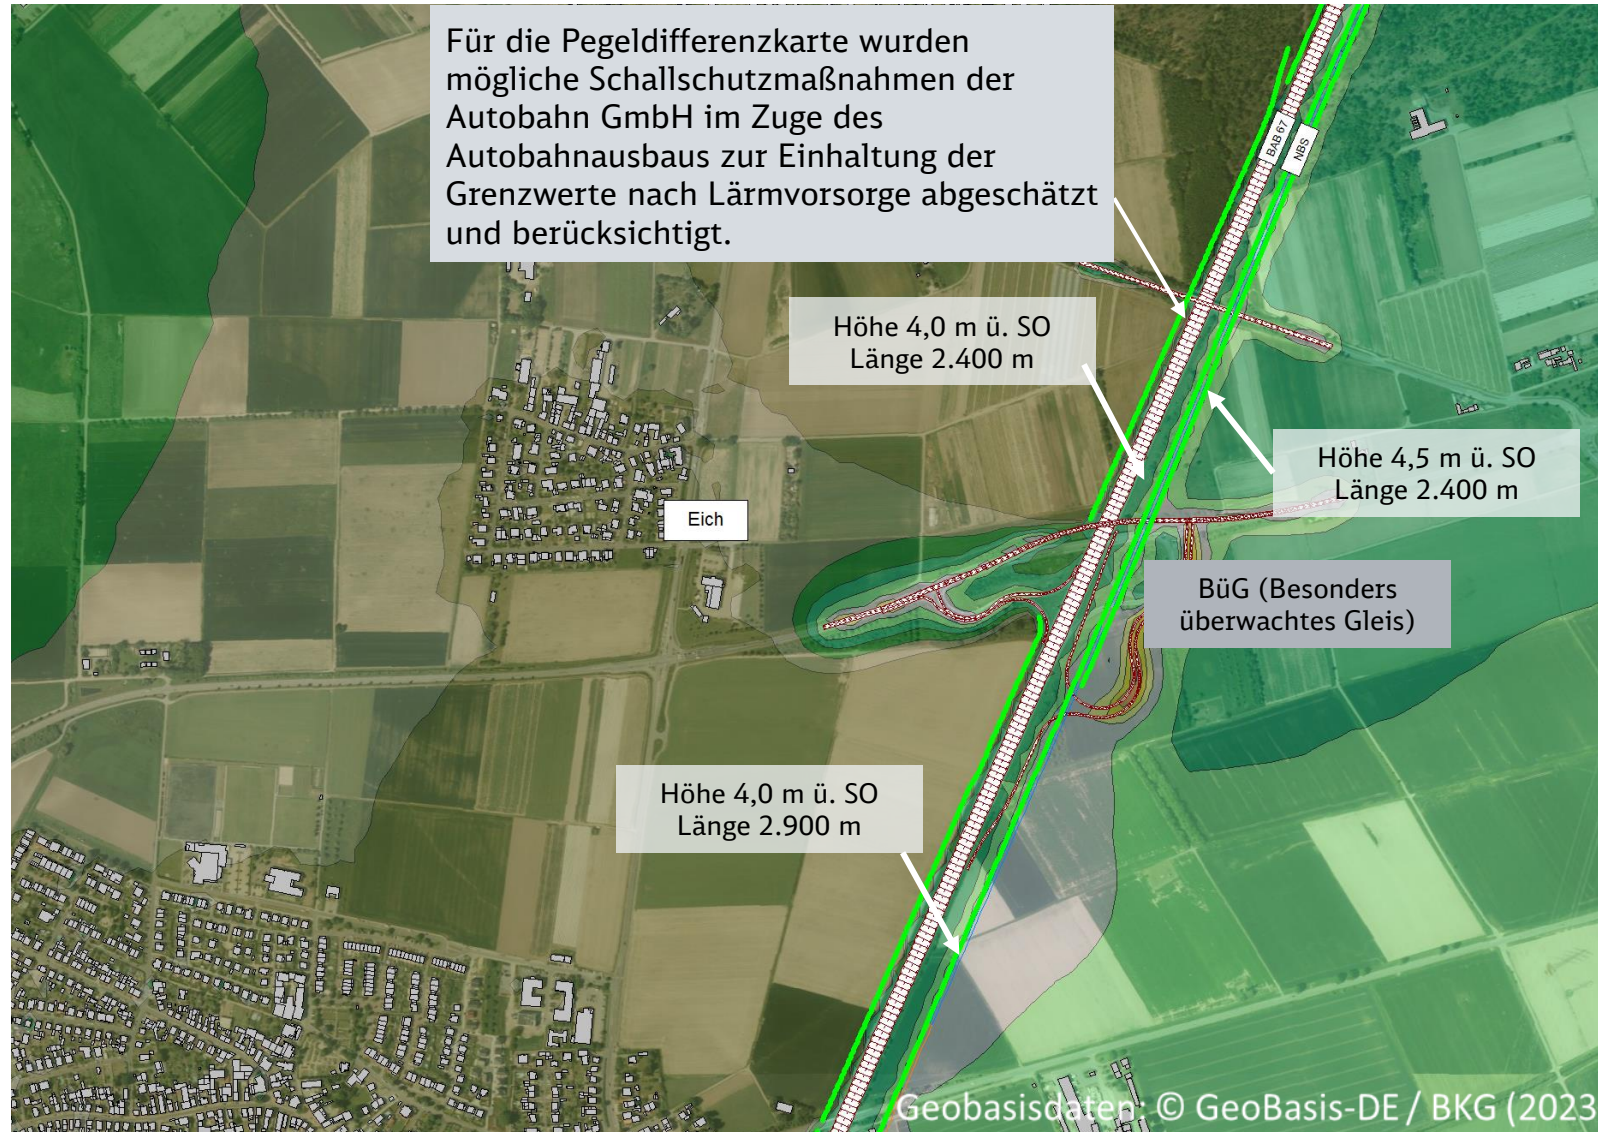 Für die Pegeldifferenzkarte wurden
mögliche Schallschutzmaßnahmen der
Autobahn GmbH im Zuge des
Autobahnausbaus zur Einhaltung der
Grenzwerte nach Lärmvorsorge abgeschätzt
und berücksichtigt.
BAB 67
NBS
Höhe 4,0 m ü. SO
Länge 2.400 m
Höhe 4,5 m ü. SO
Länge 2.400 m
Eich
BüG (Besonders
überwachtes Gleis)
Höhe 4,0 m ü. SO
Länge 2.900 m
Geobasisdaten: © GeoBasis-DE / BKG (2023